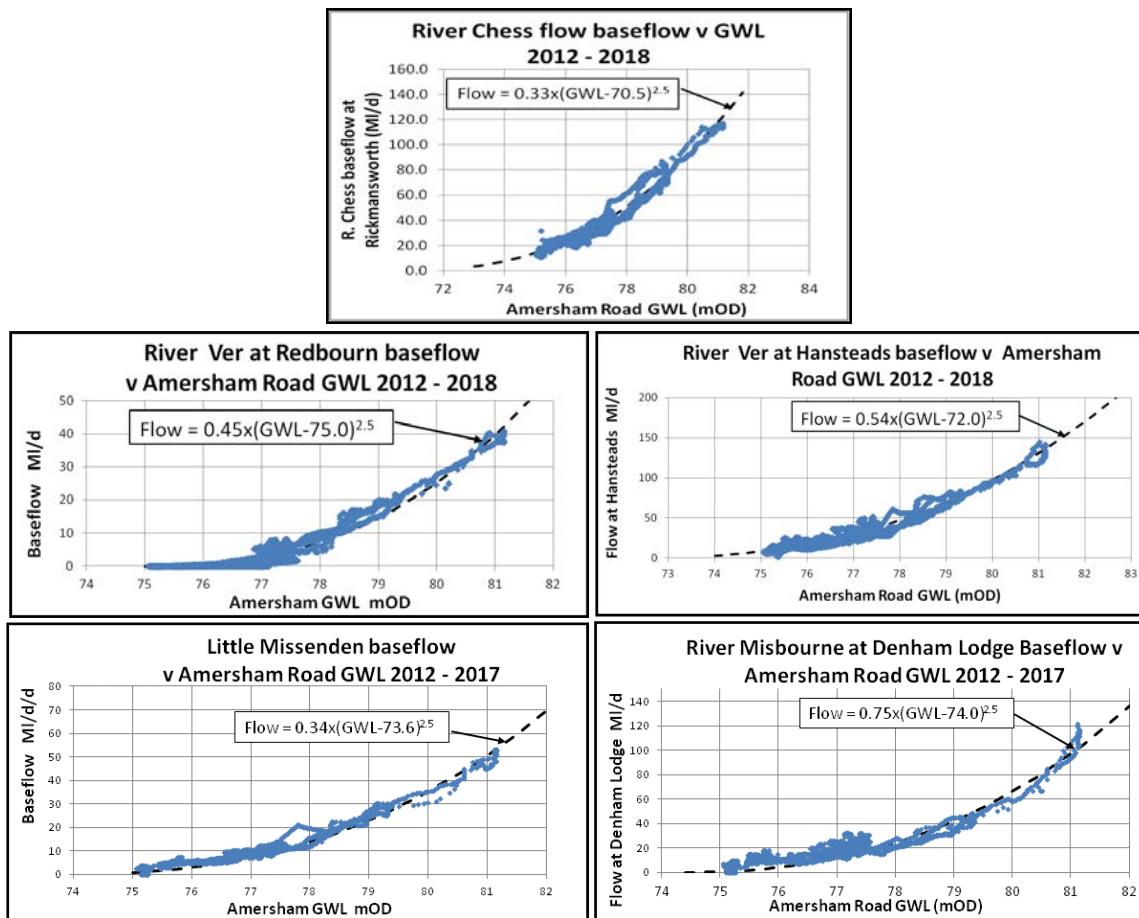 River Chess flow baseflow v GWL
2012 - 2018
160.0
140.0
120.0
100.0
80.0
60.0
40.0
20.0
0.0
Flow = 0.33x(GWL-70.5)2.5
R. Chess baseflow at
Rickmansworth (Ml/d)
72 74 76 78 80 82 84
Amersham Road GWL (mOD)
River Ver at Redbourn baseflow
v Amersham Road GWL 2012 - 2018
50
40
30
20
10
0
Flow = 0.45x(GWL-75.0)2.5
Baseflow Ml/d
74 75 76 77 78 79 80 81 82
Amersham GWL mOD
River Ver at Hansteads baseflow v Amersham
Road GWL 2012 - 2018
200
150
100
50
0
Flow = 0.54x(GWL-72.0)2.5
Flow at Hansteads Ml/d
73 74 75 76 77 78 79 80 81 82 83
Amersham Road GWL (mOD)
Little Missenden baseflow
v Amersham Road GWL 2012 - 2017
80
70
60
50
40
30
20
10
0
Flow = 0.34x(GWL-73.6)2.5
Baseflow Ml/d/d
74 75 76 77 78 79 80 81 82
Amersham GWL mOD
River Misbourne at Denham Lodge Baseflow v
Amersham Road GWL 2012 - 2017
140
120
100
80
60
40
20
0
Flow = 0.75x(GWL-74.0)2.5
Flow at Denham Lodge Ml/d
74 75 76 77 78 79 80 81 82
Amersham Road GWL (mOD)